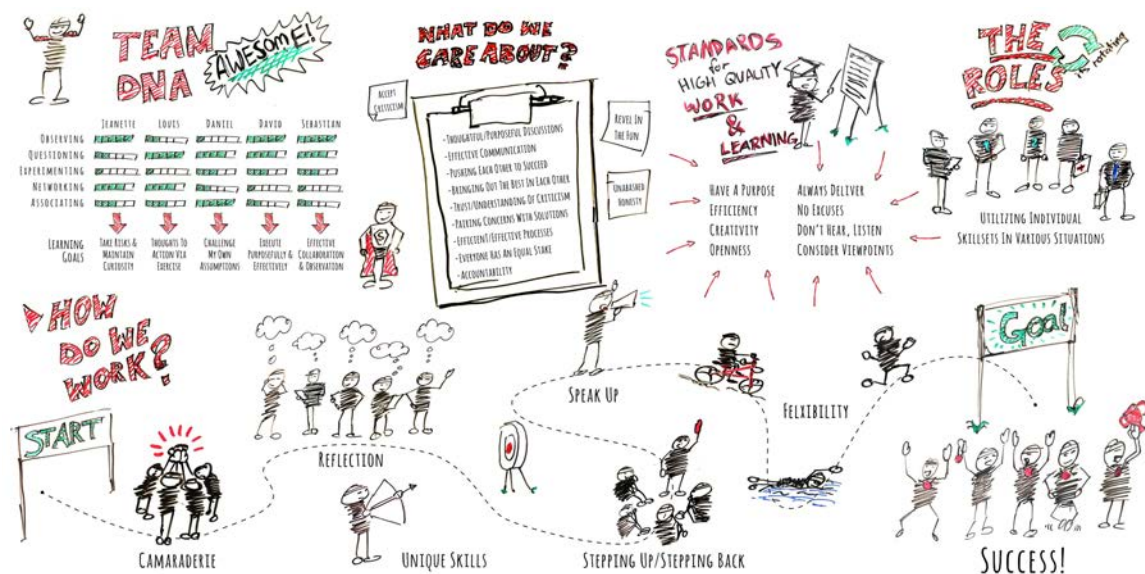 TEAM
DNA
AWESOME!
JEANETTE LOUIS DANIEL DAVID SEBASTIAN
OBSERVING
QUESTIONING
EXPERIMENTING
NETWORKING
ASSOCIATING
LEARNING
GOALS
TAKE RISKS &
MAINTAIN
CURIOSITY
THOUGHTS TO
ACTION VIA
EXERCISE
CHALLENGE
MY OWN
ASSUMPTIONS
EXECUTE
PURPOSEFULLY &
EFFECTIVELY
EFFECTIVE
COLLABORATION
& OBSERVATION
WHAT DO WE
CARE ABOUT?
ACCEPT
CRITICISM
-THOUGHTFUL/PURPOSEFUL DISCUSSIONS
-EFFECTIVE COMMUNICATION
-PUSHING EACH OTHER TO SUCCEED
-BRINGING OUT THE BEST IN EACH OTHER
-TRUST/UNDERSTANDING OF CRITICISM
-PAIRING CONCERNS WITH SOLUTIONS
-EFFICIENT/EFFECTIVE PROCESSES
-EVERYONE HAS AN EQUAL STAKE
-ACCOUNTABILITY
REVEL IN
THE FUN
UNABASHED
HONESTY
S
STANDARDS
for
HIGH QUALITY
WORK
&
LEARNING
HAVE A PURPOSE
EFFICIENCY
CREATIVITY
OPENNESS
ALWAYS DELIVER
NO EXCUSES
DON'T HEAR, LISTEN
CONSIDER VIEWPOINTS
THE
ROLES
is rotating
UTILIZING INDIVIDUAL
SKILLSETS IN VARIOUS SITUATIONS
HOW
DO WE
WORK?
START
CAMARADERIE
REFLECTION
UNIQUE SKILLS
SPEAK UP
STEPPING UP/STEPPING BACK
FELXIBILITY
GOAL
SUCCESS!